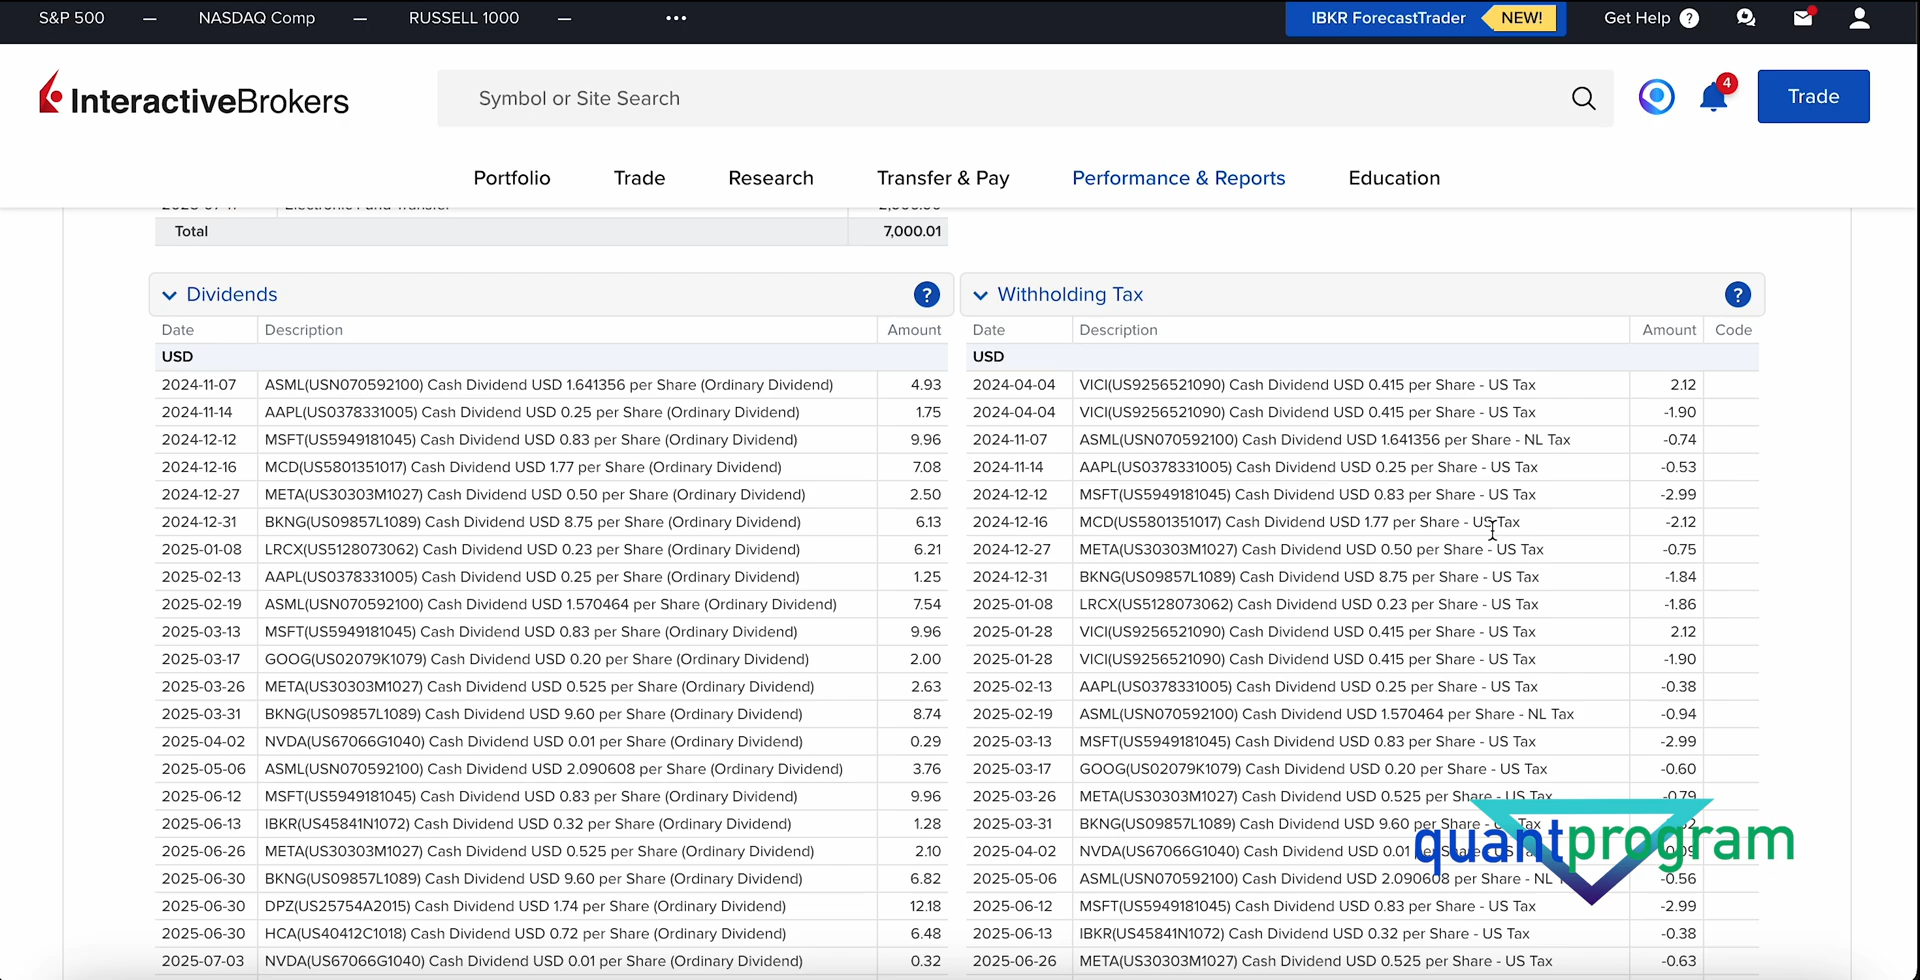 S&P 500 — NASDAQ Comp — RUSSELL 1000 — ••• IBKR ForecastTrader NEW! Get Help ?
InteractiveBrokers Symbol or Site Search 4 Trade
Portfolio Trade Research Transfer & Pay Performance & Reports Education
Total 7,000.01
Dividends ?
Date Description Amount
USD
2024-11-07 ASML(USN070592100) Cash Dividend USD 1.641356 per Share (Ordinary Dividend) 4.93
2024-11-14 AAPL(US0378331005) Cash Dividend USD 0.25 per Share (Ordinary Dividend) 1.75
2024-12-12 MSFT(US5949181045) Cash Dividend USD 0.83 per Share (Ordinary Dividend) 9.96
2024-12-16 MCD(US5801351017) Cash Dividend USD 1.77 per Share (Ordinary Dividend) 7.08
2024-12-27 META(US30303M1027) Cash Dividend USD 0.50 per Share (Ordinary Dividend) 2.50
2024-12-31 BKNG(US09857L1089) Cash Dividend USD 8.75 per Share (Ordinary Dividend) 6.13
2025-01-08 LRCX(US5128073062) Cash Dividend USD 0.23 per Share (Ordinary Dividend) 6.21
2025-02-13 AAPL(US0378331005) Cash Dividend USD 0.25 per Share (Ordinary Dividend) 1.25
2025-02-19 ASML(USN070592100) Cash Dividend USD 1.570464 per Share (Ordinary Dividend) 7.54
2025-03-13 MSFT(US5949181045) Cash Dividend USD 0.83 per Share (Ordinary Dividend) 9.96
2025-03-17 GOOG(US02079K1079) Cash Dividend USD 0.20 per Share (Ordinary Dividend) 2.00
2025-03-26 META(US30303M1027) Cash Dividend USD 0.525 per Share (Ordinary Dividend) 2.63
2025-03-31 BKNG(US09857L1089) Cash Dividend USD 9.60 per Share (Ordinary Dividend) 8.74
2025-04-02 NVDA(US67066G1040) Cash Dividend USD 0.01 per Share (Ordinary Dividend) 0.29
2025-05-06 ASML(USN070592100) Cash Dividend USD 2.090608 per Share (Ordinary Dividend) 3.76
2025-06-12 MSFT(US5949181045) Cash Dividend USD 0.83 per Share (Ordinary Dividend) 9.96
2025-06-13 IBKR(US45841N1072) Cash Dividend USD 0.32 per Share (Ordinary Dividend) 1.28
2025-06-26 META(US30303M1027) Cash Dividend USD 0.525 per Share (Ordinary Dividend) 2.10
2025-06-30 BKNG(US09857L1089) Cash Dividend USD 9.60 per Share (Ordinary Dividend) 6.82
2025-06-30 DPZ(US25754A2015) Cash Dividend USD 1.74 per Share (Ordinary Dividend) 12.18
2025-06-30 HCA(US40412C1018) Cash Dividend USD 0.72 per Share (Ordinary Dividend) 6.48
2025-07-03 NVDA(US67066G1040) Cash Dividend USD 0.01 per Share (Ordinary Dividend) 0.32
Withholding Tax ?
Date Description Amount Code
USD
2024-04-04 VICI(US9256521090) Cash Dividend USD 0.415 per Share - US Tax 2.12
2024-04-04 VICI(US9256521090) Cash Dividend USD 0.415 per Share - US Tax -1.90
2024-11-07 ASML(USN070592100) Cash Dividend USD 1.641356 per Share - NL Tax -0.74
2024-11-14 AAPL(US0378331005) Cash Dividend USD 0.25 per Share - US Tax -0.53
2024-12-12 MSFT(US5949181045) Cash Dividend USD 0.83 per Share - US Tax -2.99
2024-12-16 MCD(US5801351017) Cash Dividend USD 1.77 per Share - US Tax -2.12
2024-12-27 META(US30303M1027) Cash Dividend USD 0.50 per Share - US Tax -0.75
2024-12-31 BKNG(US09857L1089) Cash Dividend USD 8.75 per Share - US Tax -1.84
2025-01-08 LRCX(US5128073062) Cash Dividend USD 0.23 per Share - US Tax -1.86
2025-01-28 VICI(US9256521090) Cash Dividend USD 0.415 per Share - US Tax 2.12
2025-01-28 VICI(US9256521090) Cash Dividend USD 0.415 per Share - US Tax -1.90
2025-02-13 AAPL(US0378331005) Cash Dividend USD 0.25 per Share - US Tax -0.38
2025-02-19 ASML(USN070592100) Cash Dividend USD 1.570464 per Share - NL Tax -0.94
2025-03-13 MSFT(US5949181045) Cash Dividend USD 0.83 per Share - US Tax -2.99
2025-03-17 GOOG(US02079K1079) Cash Dividend USD 0.20 per Share - US Tax -0.60
2025-03-26 META(US30303M1027) Cash Dividend USD 0.525 per Share - US Tax -0.79
2025-03-31 BKNG(US09857L1089) Cash Dividend USD 9.60 per Share - Tax
2025-04-02 NVDA(US67066G1040) Cash Dividend USD 0.01
2025-05-06 ASML(USN070592100) Cash Dividend USD 2.090608 per Share - NL -0.56
2025-06-12 MSFT(US5949181045) Cash Dividend USD 0.83 per Share - US Tax -2.99
2025-06-13 IBKR(US45841N1072) Cash Dividend USD 0.32 per Share - US Tax -0.38
2025-06-26 META(US30303M1027) Cash Dividend USD 0.525 per Share - US Tax -0.63
quantprogram